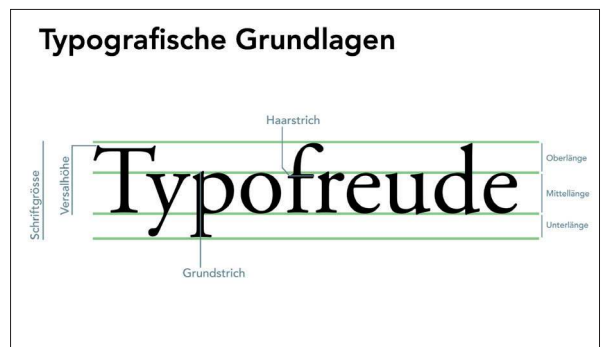 Typografische Grundlagen
Haarstrich
Schriftgrösse
Versalhöhe
Typofreude
Oberlänge
Mittellänge
Unterlänge
Grundstrich